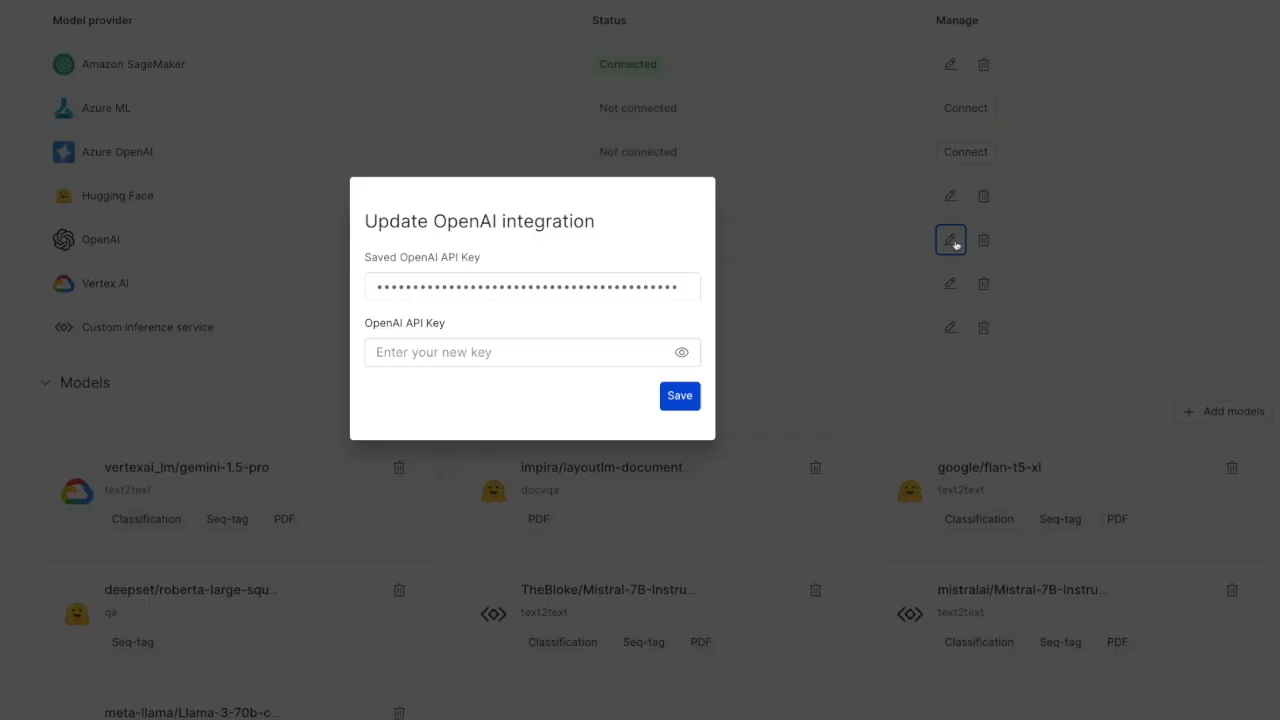 Model provider Status Manage
Amazon SageMaker Connected
Azure ML Not connected Connect
Azure OpenAI Not connected Connect
Hugging Face
OpenAI
Vertex AI
Custom inference service
Update OpenAI integration
Saved OpenAI API Key
••••••••••••••••••••••••••••••••••••••••••
OpenAI API Key
Enter your new key
Save
Models
+ Add models
vertexai_lm/gemini-1.5-pro
text2text
Classification Seq-tag PDF
impira/layoutlm-document...
docvqa
PDF
google/flan-t5-xl
text2text
Classification Seq-tag PDF
deepset/roberta-large-squ...
qa
Seq-tag
TheBloke/Mistral-7B-Instru...
text2text
Classification Seq-tag PDF
mistralai/Mistral-7B-Instru...
text2text
Classification Seq-tag PDF
meta-llama/Llama-3-70b-c...